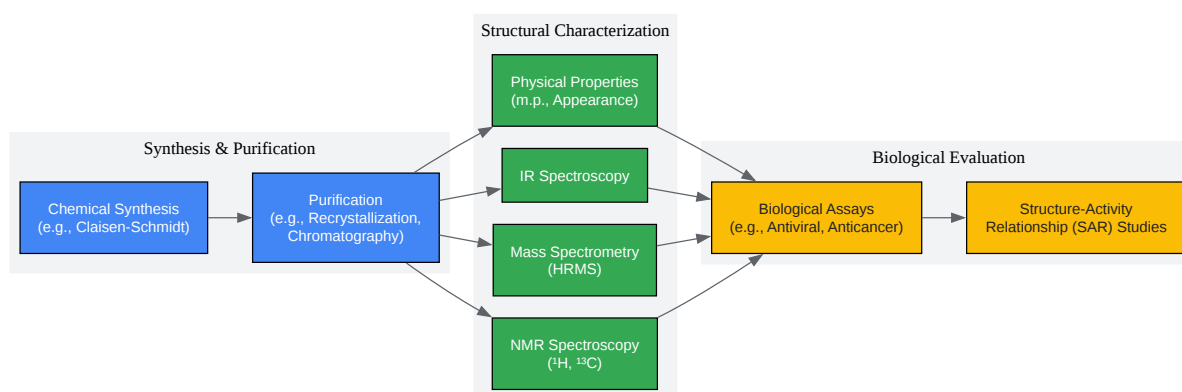 Synthesis & Purification
Chemical Synthesis
(e.g., Claisen-Schmidt)
Purification
(e.g., Recrystallization,
Chromatography)
Structural Characterization
Physical Properties
(m.p., Appearance)
IR Spectroscopy
Mass Spectrometry
(HRMS)
NMR Spectroscopy
(¹H, ¹³C)
Biological Evaluation
Biological Assays
(e.g., Antiviral, Anticancer)
Structure-Activity
Relationship (SAR) Studies